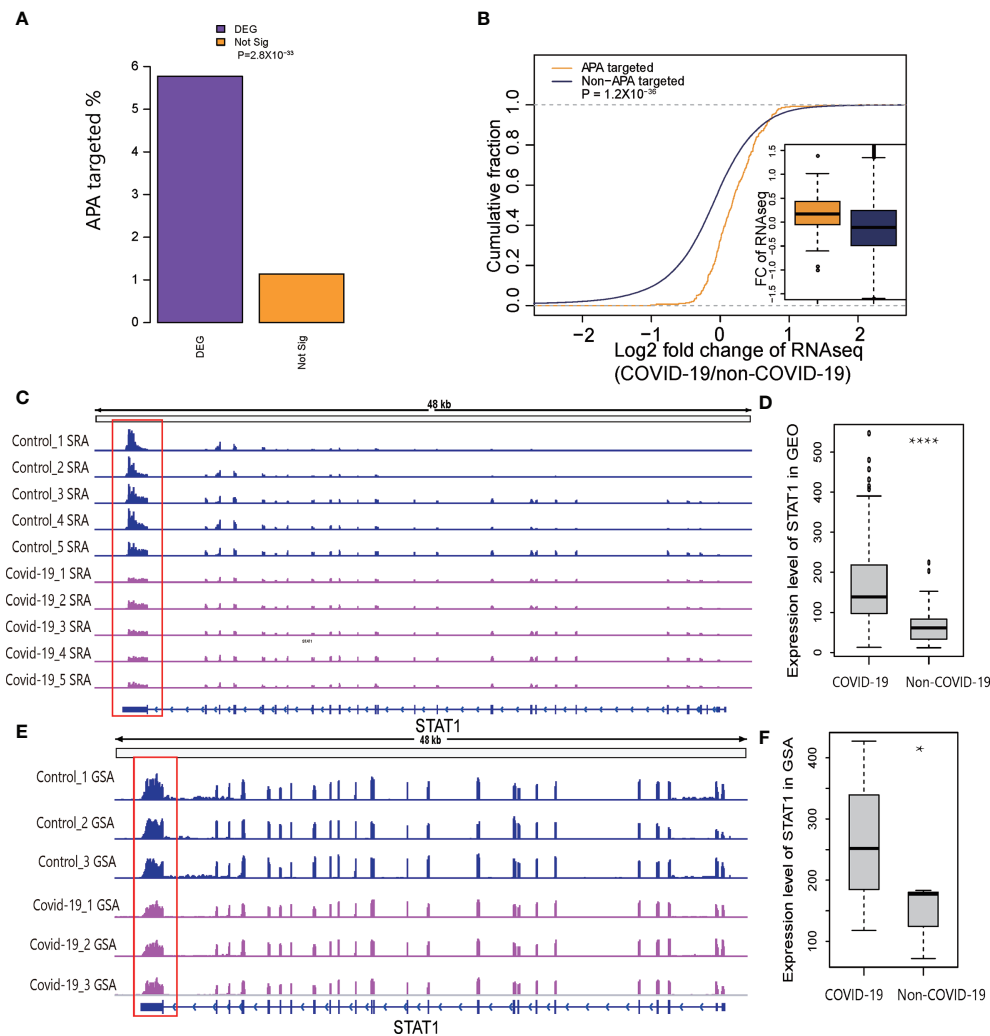 A
DEG
Not Sig
P=2.8X10⁻³³
APA targeted %
6
5
4
3
2
1
0
DEG
Not Sig
B
APA targeted
Non−APA targeted
P = 1.2X10⁻³⁶
Cumulative fraction
1.0
0.8
0.6
0.4
0.2
0.0
−2
−1
0
1
2
Log2 fold change of RNAseq
(COVID-19/non-COVID-19)
FC of RNAseq
1.5
1.0
0.5
0.0
−0.5
−1.0
−1.5
C
48 kb
Control_1 SRA
Control_2 SRA
Control_3 SRA
Control_4 SRA
Control_5 SRA
Covid-19_1 SRA
Covid-19_2 SRA
Covid-19_3 SRA
STAT1
Covid-19_4 SRA
Covid-19_5 SRA
STAT1
D
Expression level of STAT1 in GEO
500
400
300
200
100
0
****
COVID-19
Non-COVID-19
E
48 kb
Control_1 GSA
Control_2 GSA
Control_3 GSA
Covid-19_1 GSA
Covid-19_2 GSA
Covid-19_3 GSA
STAT1
F
Expression level of STAT1 in GSA
400
300
200
100
*
COVID-19
Non-COVID-19